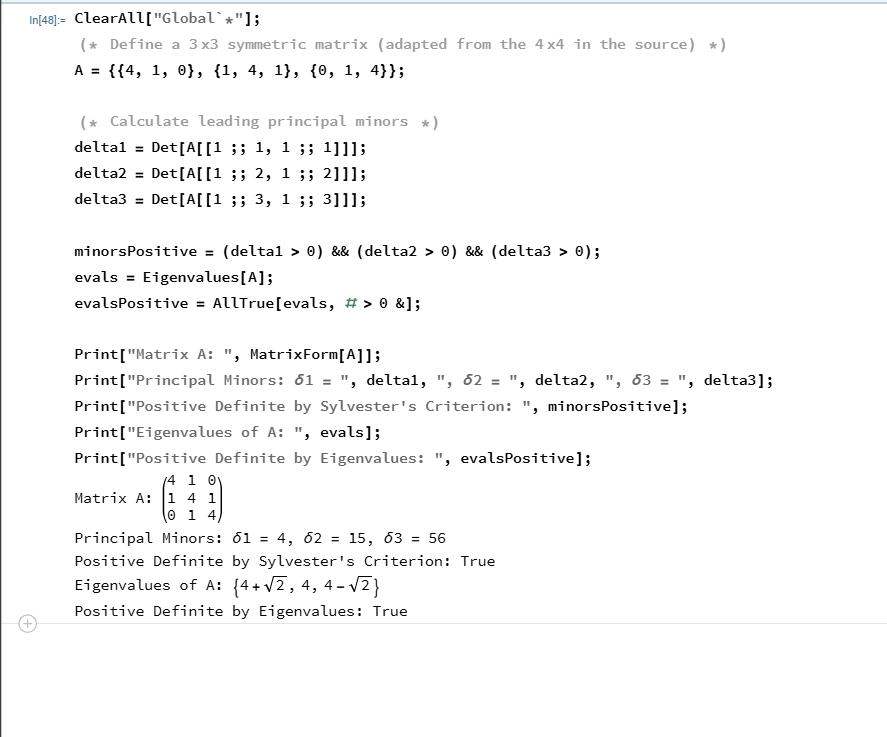 In[48]:= ClearAll["Global`*"];
(* Define a 3x3 symmetric matrix (adapted from the 4x4 in the source) *)
A = {{4, 1, 0}, {1, 4, 1}, {0, 1, 4}};
(* Calculate leading principal minors *)
delta1 = Det[A[[1 ;; 1, 1 ;; 1]]];
delta2 = Det[A[[1 ;; 2, 1 ;; 2]]];
delta3 = Det[A[[1 ;; 3, 1 ;; 3]]];
minorsPositive = (delta1 > 0) && (delta2 > 0) && (delta3 > 0);
evals = Eigenvalues[A];
evalsPositive = AllTrue[evals, # > 0 &];
Print["Matrix A: ", MatrixForm[A]];
Print["Principal Minors: δ1 = ", delta1, ", δ2 = ", delta2, ", δ3 = ", delta3];
Print["Positive Definite by Sylvester's Criterion: ", minorsPositive];
Print["Eigenvalues of A: ", evals];
Print["Positive Definite by Eigenvalues: ", evalsPositive];
4 1 0
Matrix A: 1 4 1
0 1 4
Principal Minors: δ1 = 4, δ2 = 15, δ3 = 56
Positive Definite by Sylvester's Criterion: True
Eigenvalues of A: {4+√2, 4, 4-√2}
Positive Definite by Eigenvalues: True